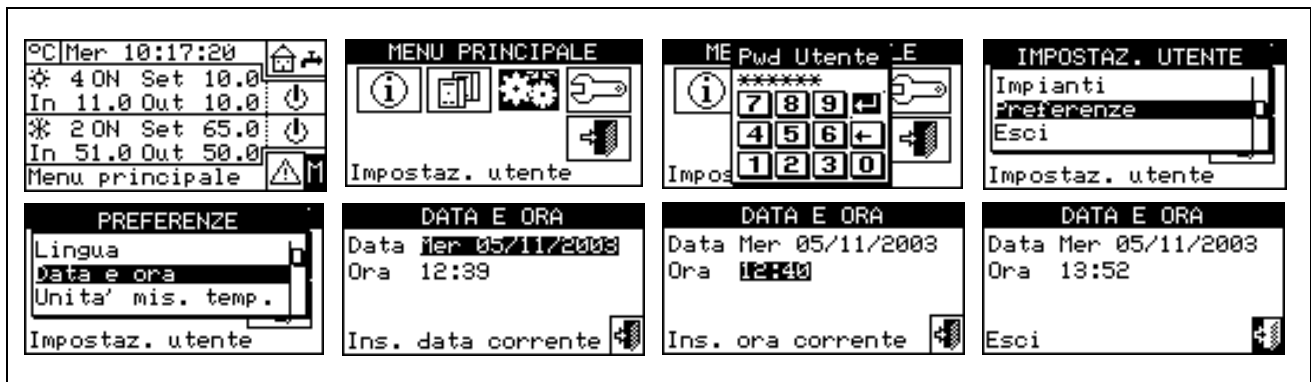 °C Mer 10:17:20
4 ON Set 10.0
In 11.0 Out 10.0
2 ON Set 65.0
In 51.0 Out 50.0
Menu principale M
MENU PRINCIPALE
Impostaz. utente
ME Pwd Utente LE
******
7 8 9
4 5 6
1 2 3 0
Impos
IMPOSTAZ. UTENTE
Impianti
Preferenze
Esci
Impostaz. utente
PREFERENZE
Lingua
Data e ora
Unita' mis. temp.
Impostaz. utente
DATA E ORA
Data Mer 05/11/2003
Ora 12:39
Ins. data corrente
DATA E ORA
Data Mer 05/11/2003
Ora 12:40
Ins. ora corrente
DATA E ORA
Data Mer 05/11/2003
Ora 13:52
Esci